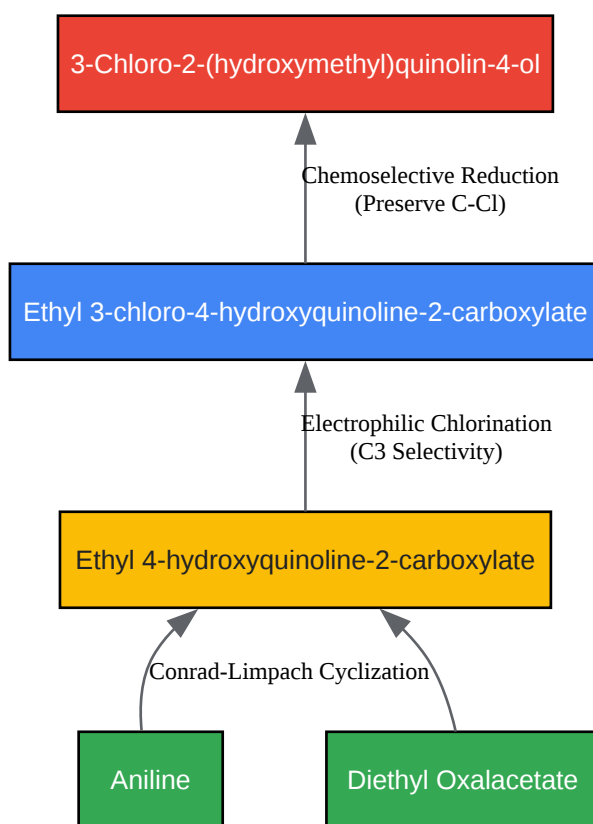 3-Chloro-2-(hydroxymethyl)quinolin-4-ol
Chemoselective Reduction
(Preserve C-Cl)
Ethyl 3-chloro-4-hydroxyquinoline-2-carboxylate
Electrophilic Chlorination
(C3 Selectivity)
Ethyl 4-hydroxyquinoline-2-carboxylate
Conrad-Limpach Cyclization
Aniline
Diethyl Oxalacetate